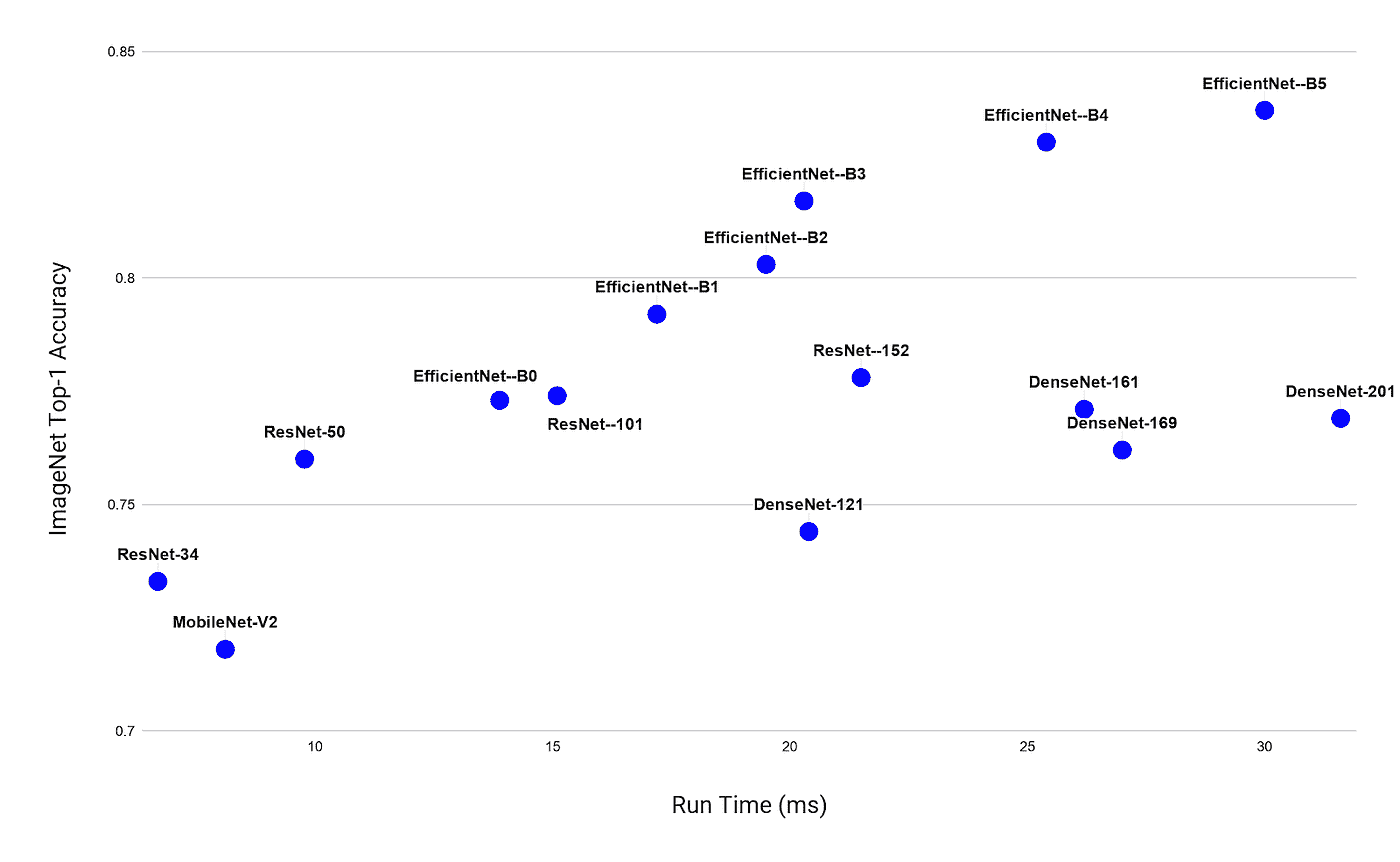 0.85
EfficientNet--B5
EfficientNet--B4
EfficientNet--B3
EfficientNet--B2
0.8
EfficientNet--B1
ResNet--152
EfficientNet--B0
DenseNet-161
DenseNet-201
ResNet--101
DenseNet-169
ResNet-50
0.75
DenseNet-121
ResNet-34
MobileNet-V2
0.7
ImageNet Top-1 Accuracy
10 15 20 25 30
Run Time (ms)